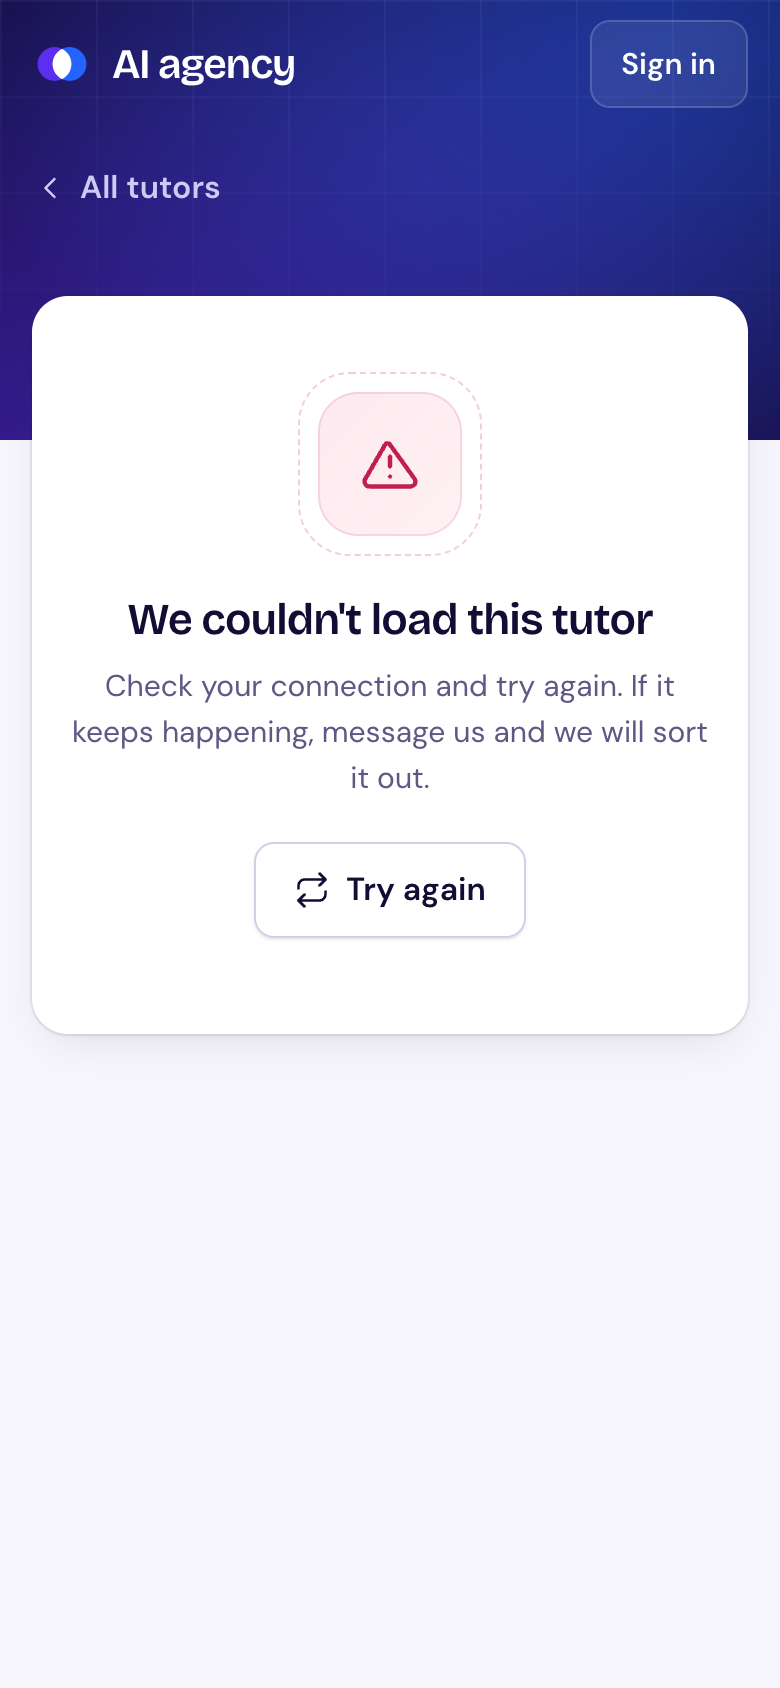 AI agency
Sign in
All tutors
We couldn't load this tutor
Check your connection and try again. If it
keeps happening, message us and we will sort
it out.
Try again